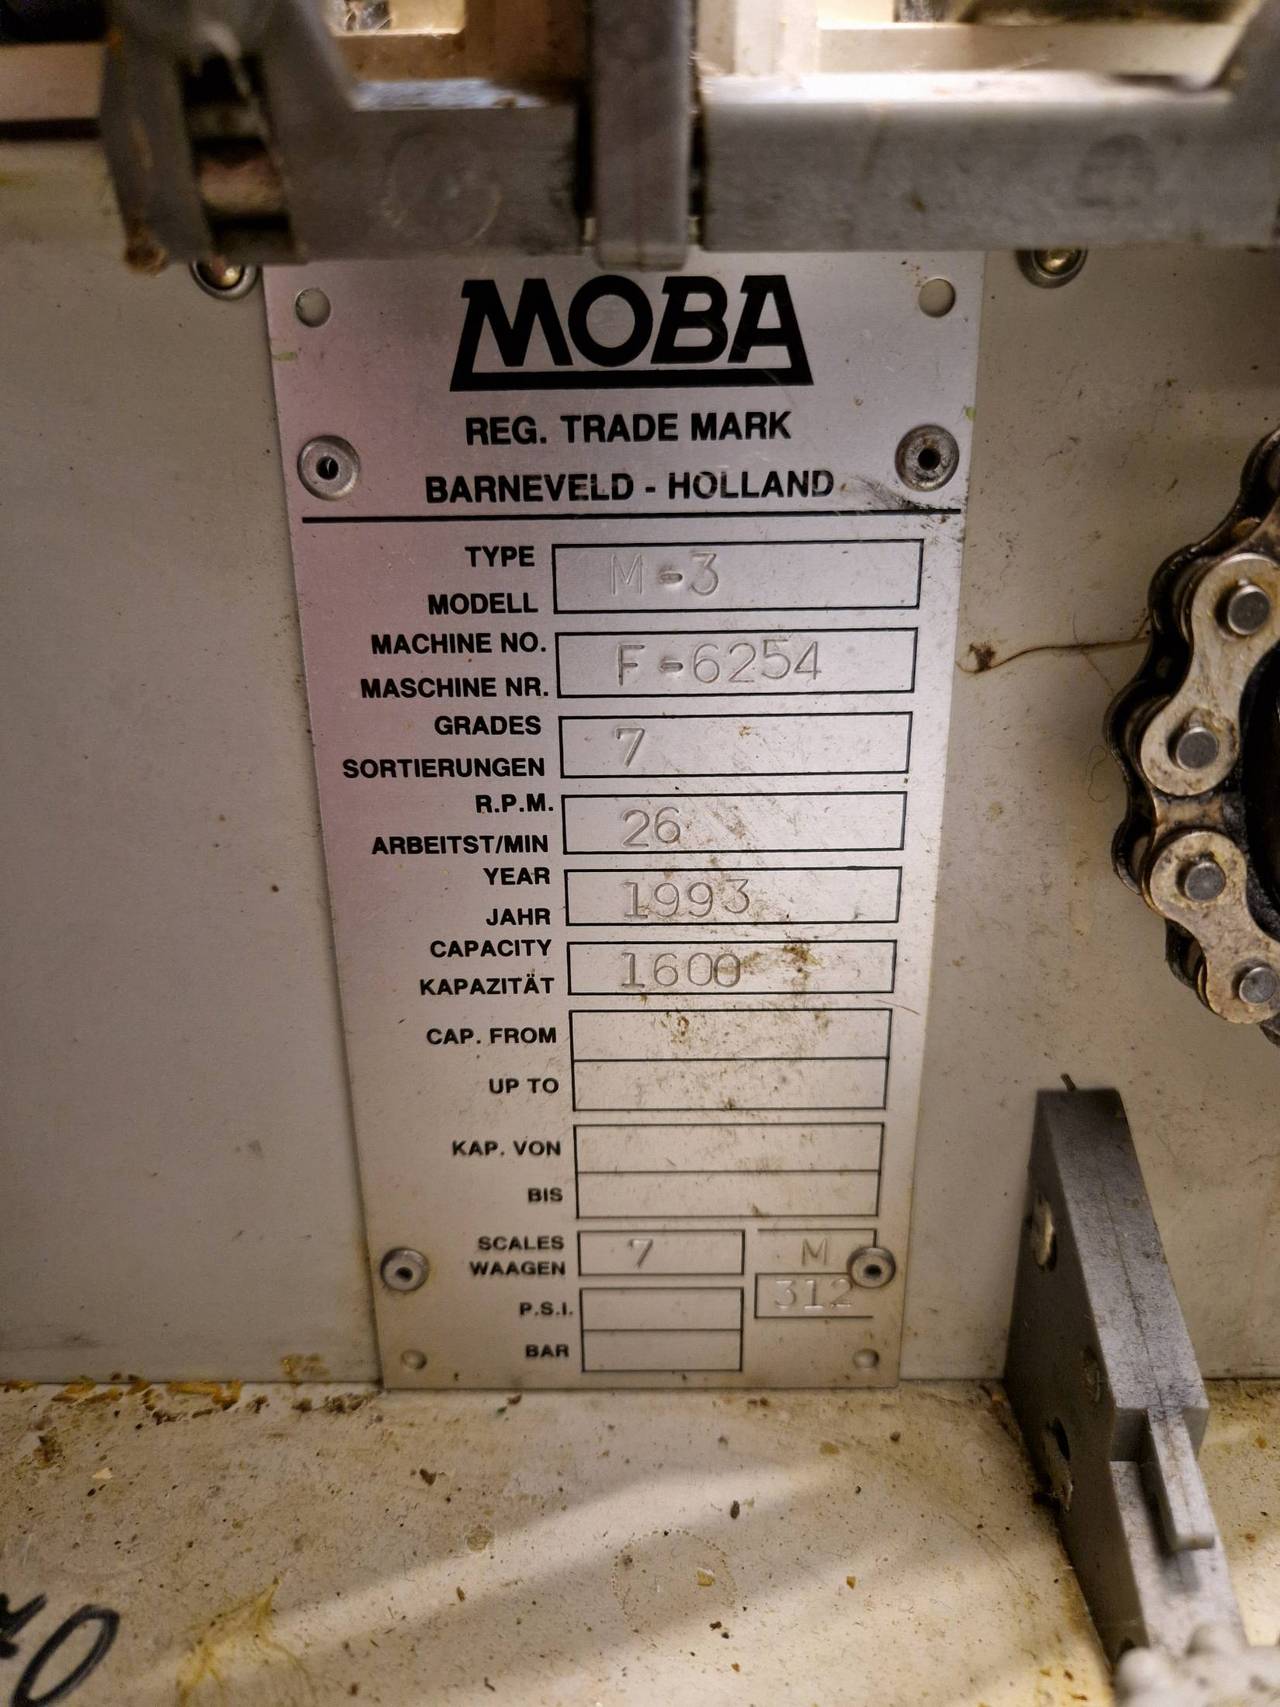 MOBA
REG. TRADE MARK
BARNEVELD - HOLLAND
TYPE
MODELL
M-3
MACHINE NO.
MASCHINE NR.
F-6254
GRADES
SORTIERUNGEN
7
R.P.M.
ARBEITST/MIN
26
YEAR
JAHR
1993
CAPACITY
KAPAZITÄT
1600
CAP. FROM
UP TO
KAP. VON
BIS
SCALES
WAAGEN
7
M
312
P.S.I.
BAR